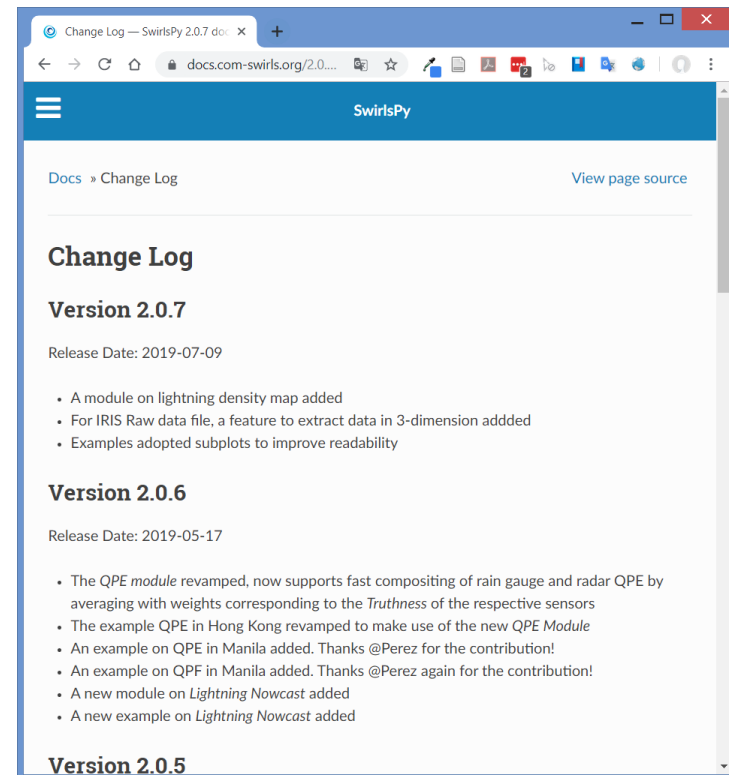 Change Log — SwirlsPy 2.0.7 doc
docs.com-swirls.org/2.0....
2
SwirlsPy
Docs » Change Log
View page source
Change Log
Version 2.0.7
Release Date: 2019-07-09
• A module on lightning density map added
• For IRIS Raw data file, a feature to extract data in 3-dimension addded
• Examples adopted subplots to improve readability
Version 2.0.6
Release Date: 2019-05-17
• The QPE module revamped, now supports fast compositing of rain gauge and radar QPE by
averaging with weights corresponding to the Truthness of the respective sensors
• The example QPE in Hong Kong revamped to make use of the new QPE Module
• An example on QPE in Manila added. Thanks @Perez for the contribution!
• An example on QPF in Manila added. Thanks @Perez again for the contribution!
• A new module on Lightning Nowcast added
• A new example on Lightning Nowcast added
Version 2.0.5